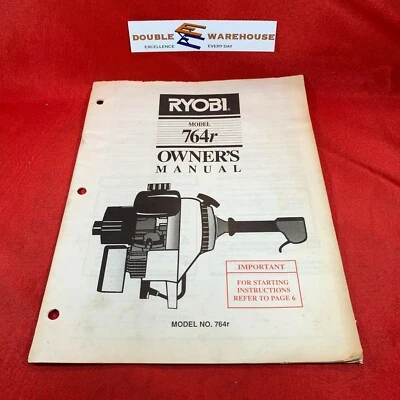 DOUBLE WAREHOUSE
EXCELLENCE EVERY DAY
RYOBI.
MODEL
764r
OWNER'S
MANUAL
IMPORTANT
FOR STARTING
INSTRUCTIONS
REFER TO PAGE 6
MODEL NO. 764r